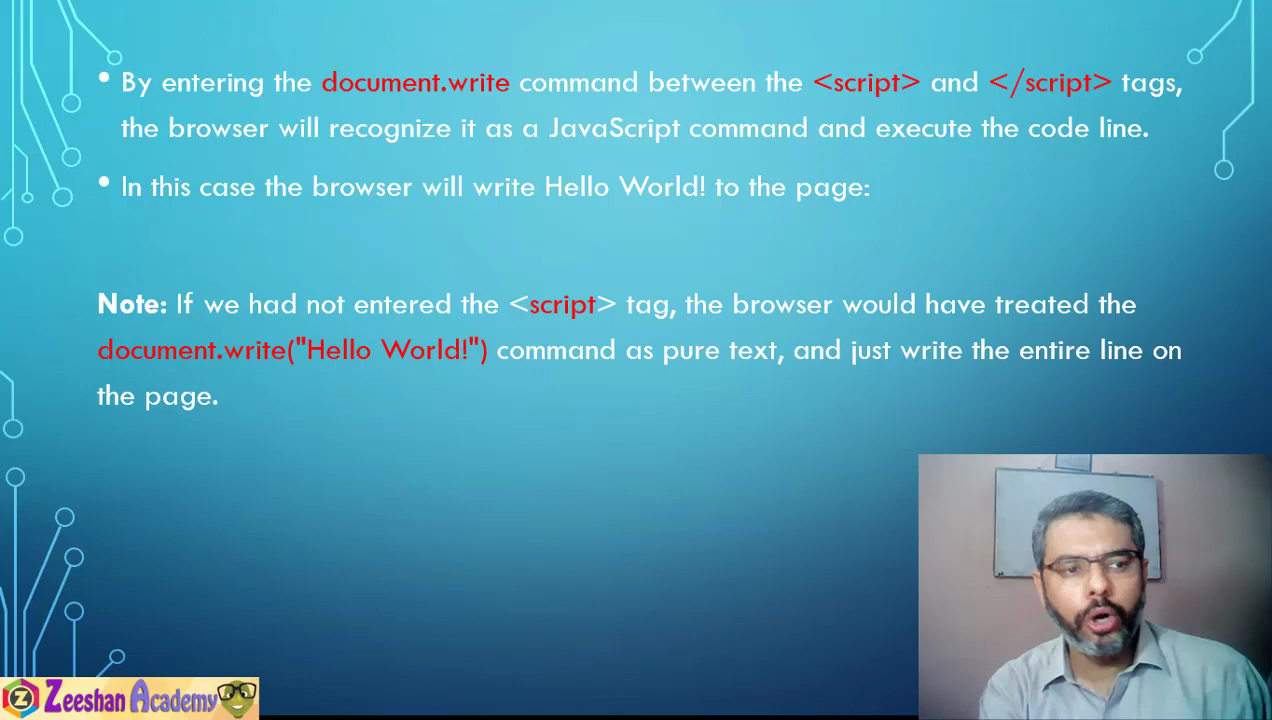 • By entering the document.write command between the <script> and </script> tags,
the browser will recognize it as a JavaScript command and execute the code line.
• In this case the browser will write Hello World! to the page:
Note: If we had not entered the <script> tag, the browser would have treated the
document.write("Hello World!") command as pure text, and just write the entire line on
the page.
Z Zeeshan Academy